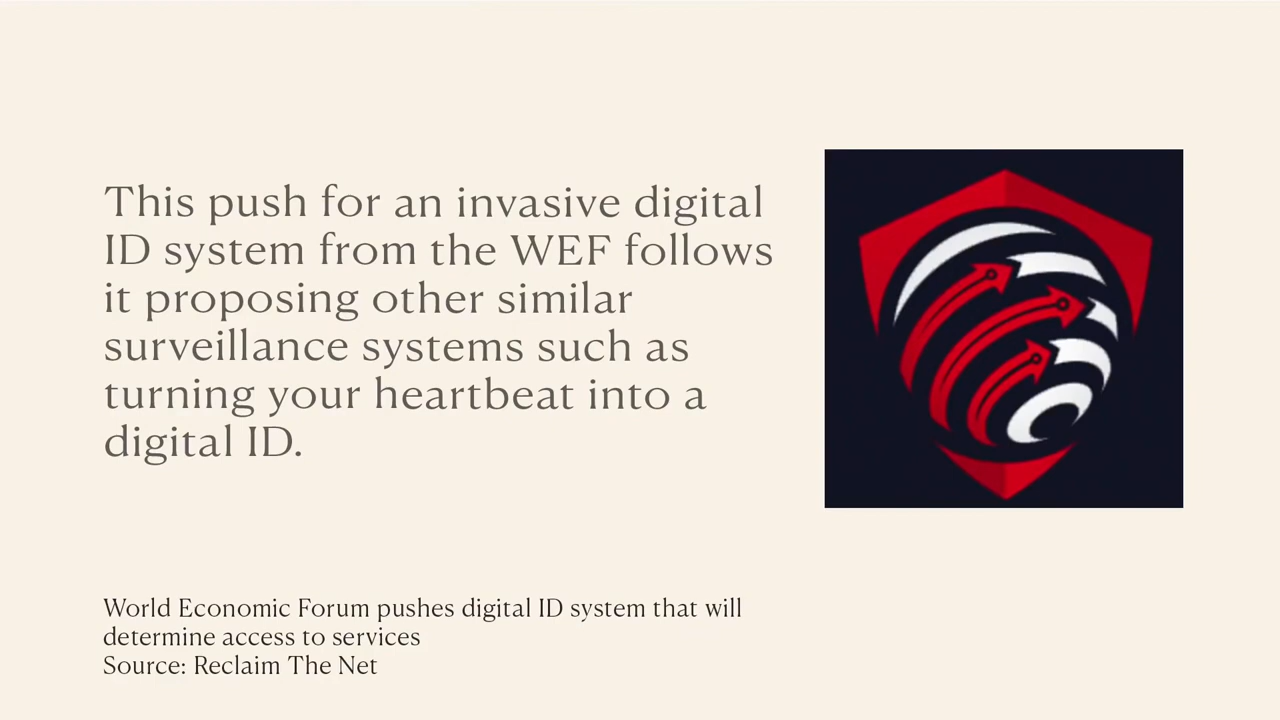 This push for an invasive digital
ID system from the WEF follows
it proposing other similar
surveillance systems such as
turning your heartbeat into a
digital ID.
World Economic Forum pushes digital ID system that will
determine access to services
Source: Reclaim The Net